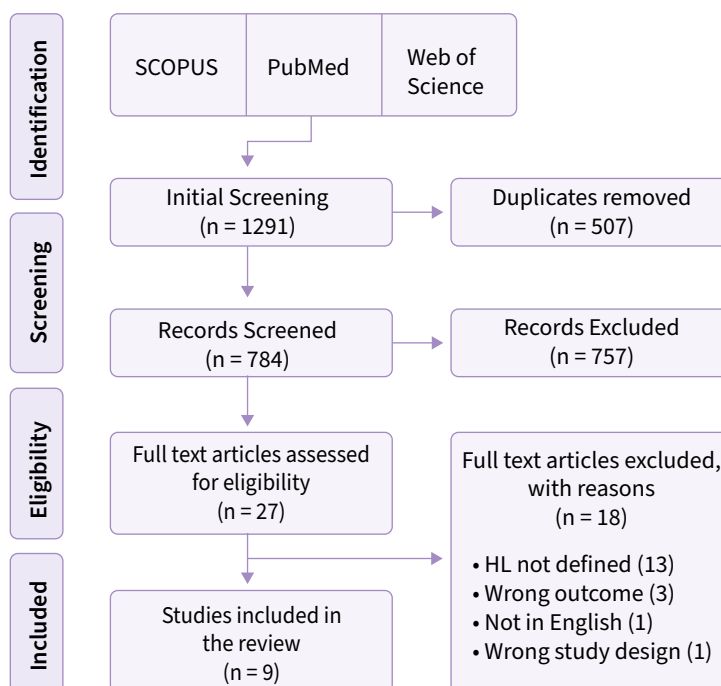 Identification
SCOPUS
PubMed
Web of
Science
Initial Screening
(n = 1291)
Duplicates removed
(n = 507)
Screening
Records Screened
(n = 784)
Records Excluded
(n = 757)
Eligibility
Full text articles assessed
for eligibility
(n = 27)
Full text articles excluded,
with reasons
(n = 18)
• HL not defined (13)
• Wrong outcome (3)
• Not in English (1)
• Wrong study design (1)
Included
Studies included in
the review
(n = 9)